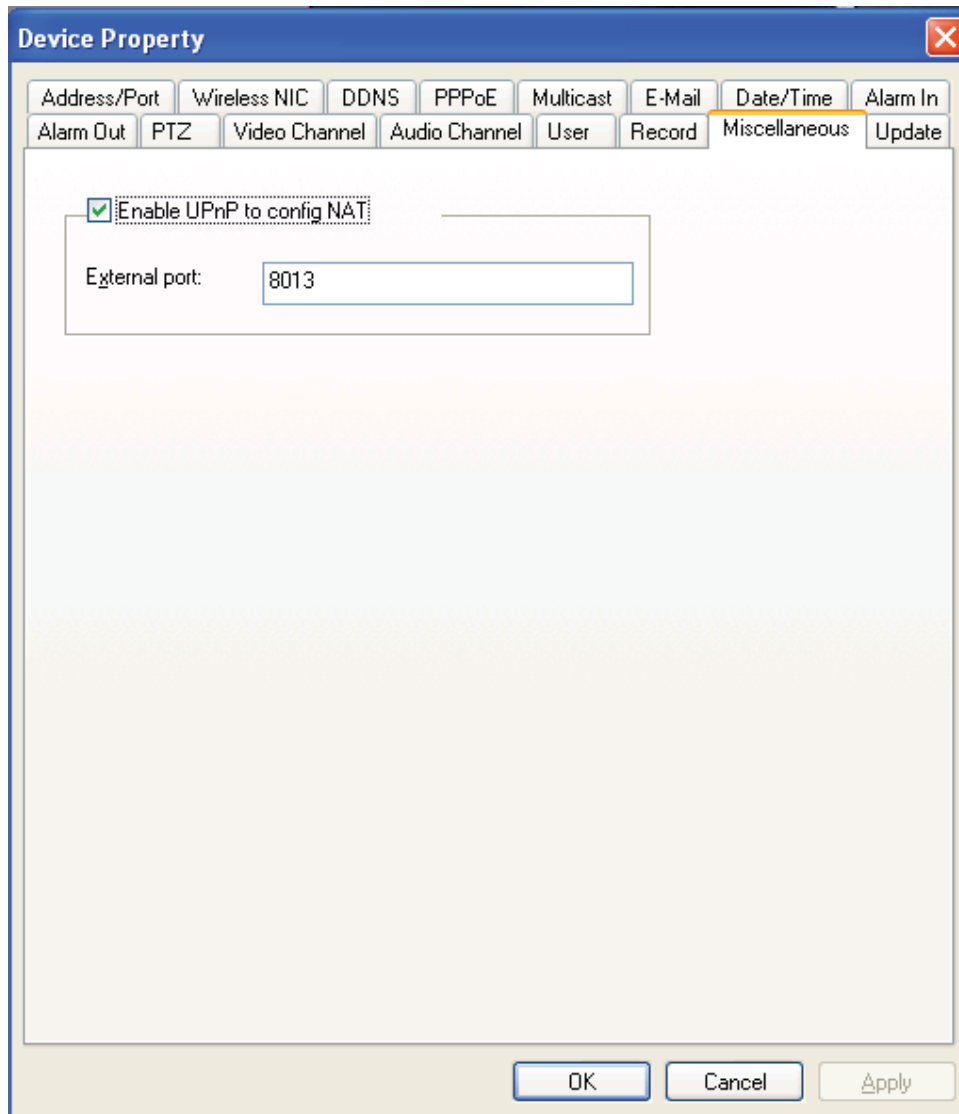 Device Property
Address/Port Wireless NIC DDNS PPPoE Multicast E-Mail Date/Time Alarm In
Alarm Out PTZ Video Channel Audio Channel User Record Miscellaneous Update
Enable UPnP to config NAT
External port: 8013
OK Cancel Apply